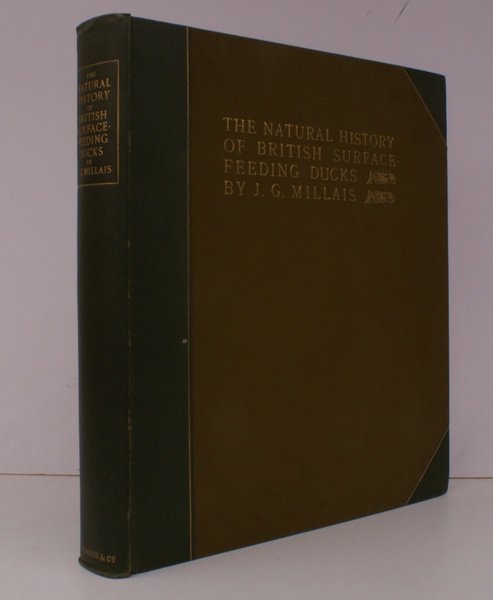 THE
NATURAL
HISTORY
OF
BRITISH
SURFACE-
FEEDING
DUCKS
BY
J.G.MILLAIS
& Co
THE NATURAL HISTORY
OF BRITISH SURFACE
FEEDING DUCKS
BY J. G. MILLAIS